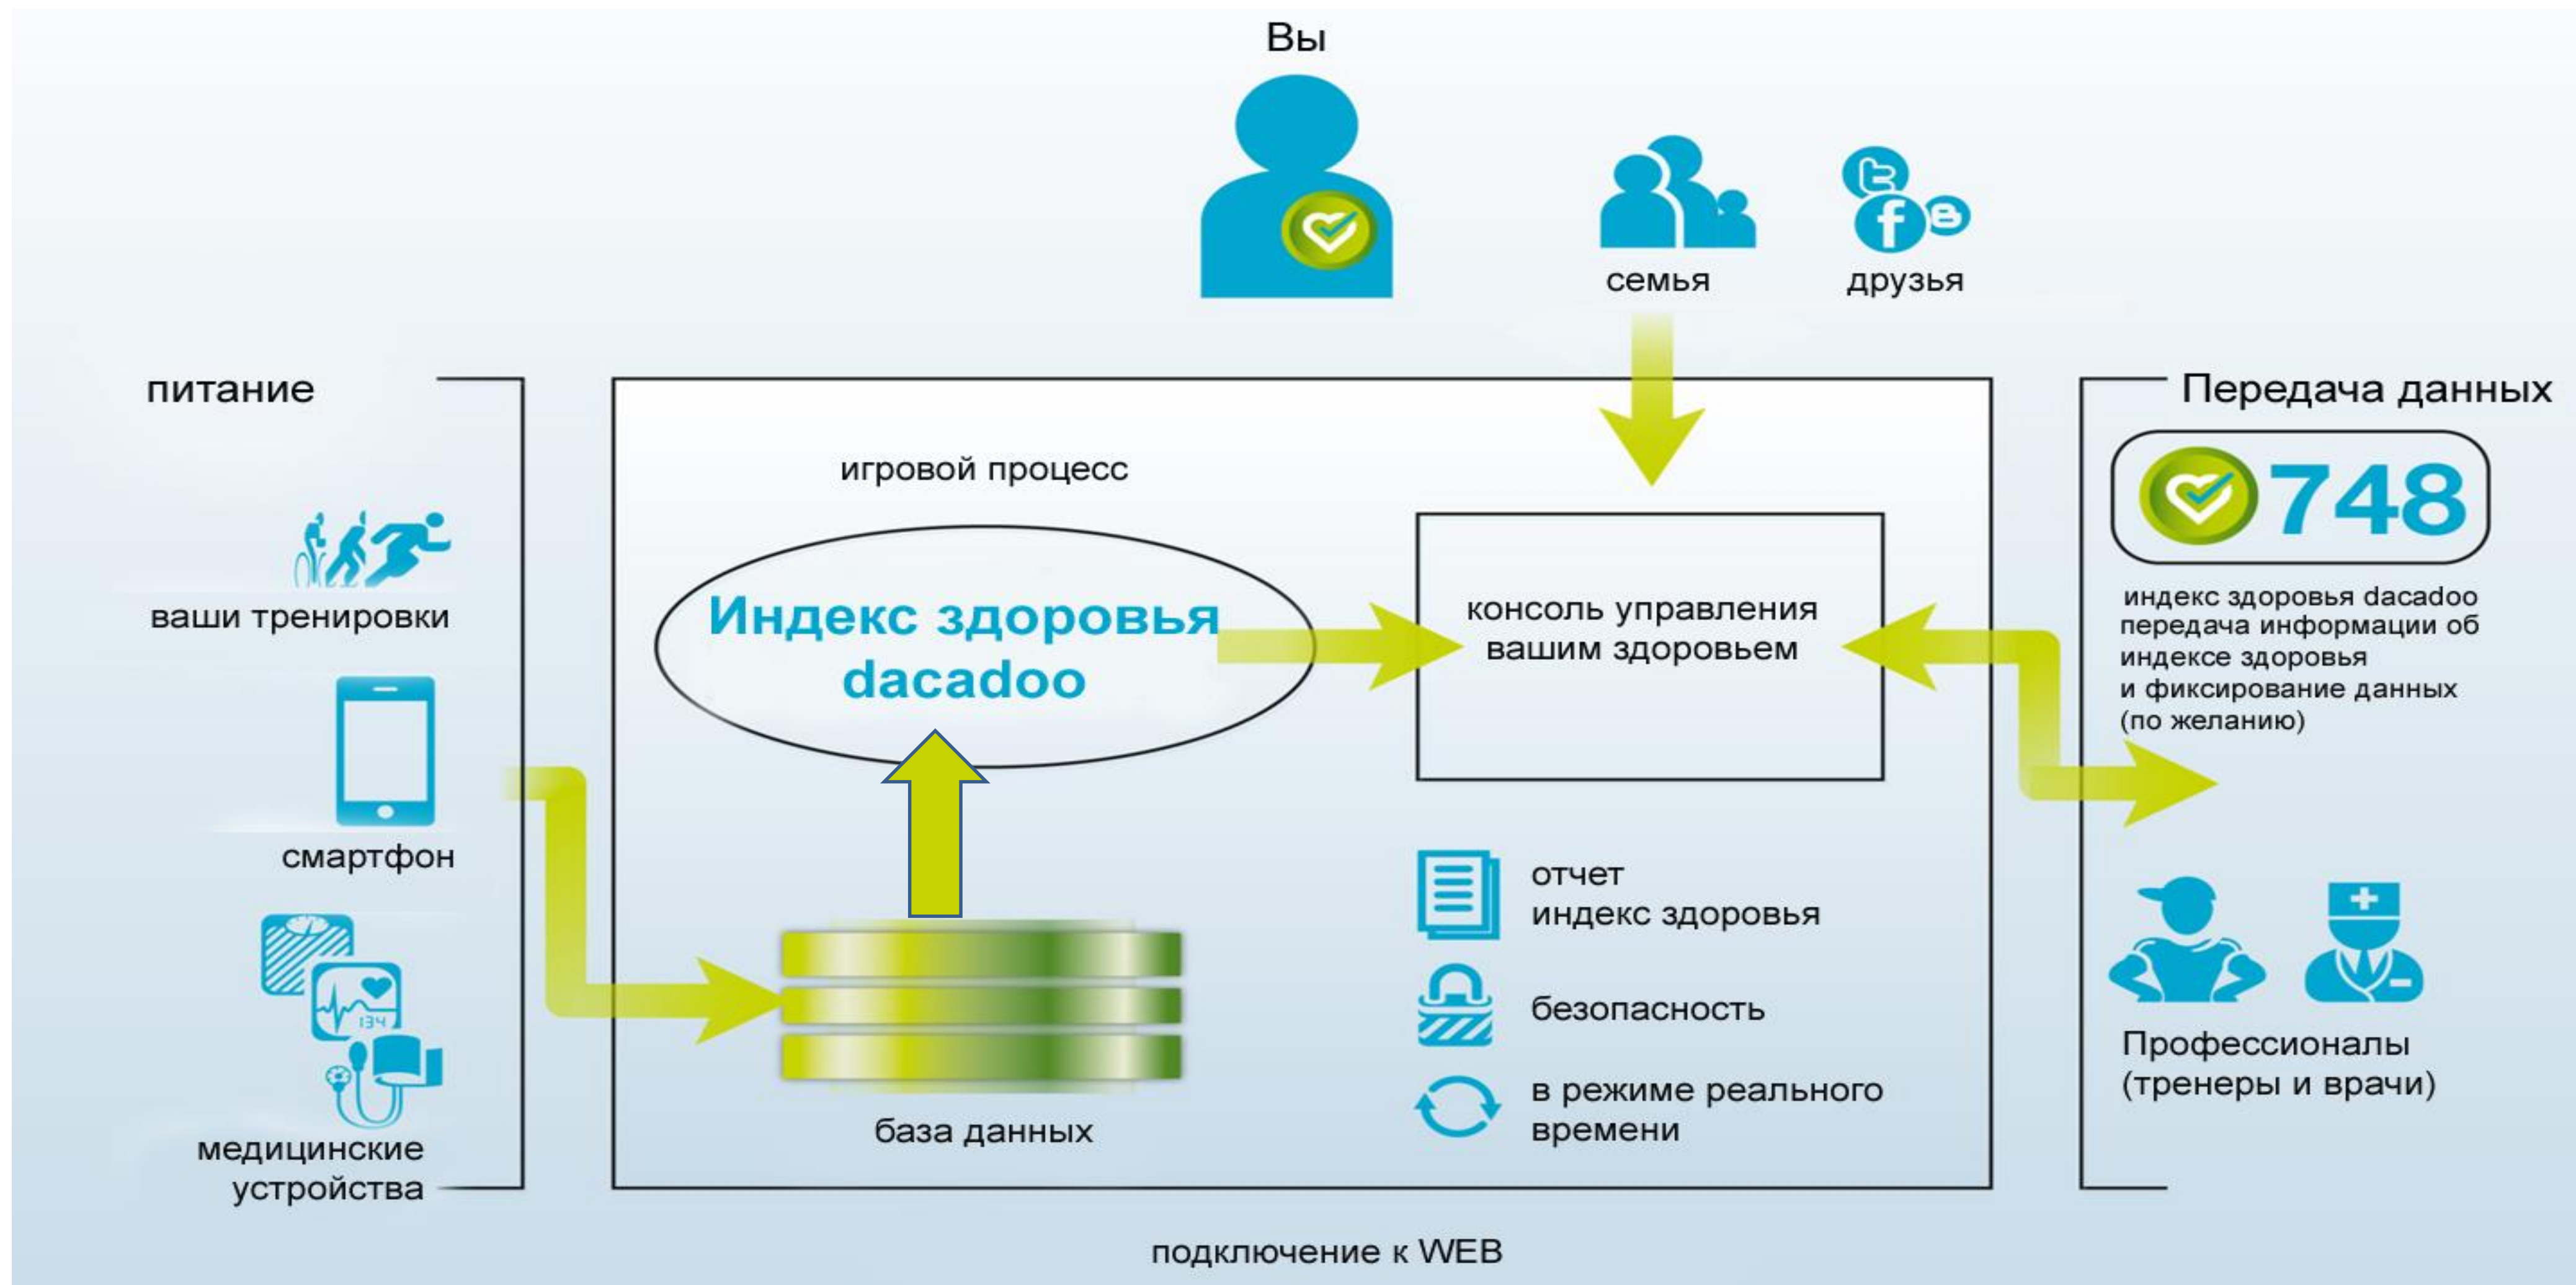 Вы
семья
друзья
питание
ваши тренировки
смартфон
медицинские
устройства
игровой процесс
Индекс здоровья
dacadoo
база данных
консоль управления
вашим здоровьем
отчет
индекс здоровья
безопасность
в режиме реального
времени
Передача данных
748
индекс здоровья dacadoo
передача информации об
индексе здоровья
и фиксирование данных
(по желанию)
Профессионалы
(тренеры и врачи)
134
подключение к WEB